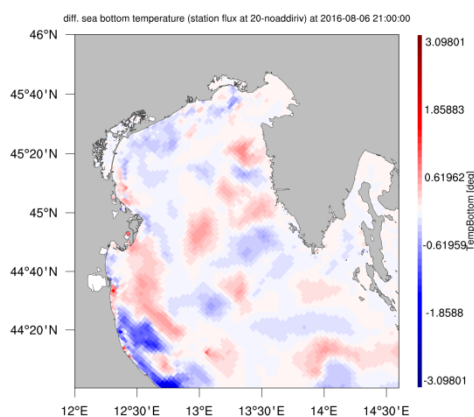 diff. sea bottom temperature (station flux at 20-noaddiriv) at 2016-08-06 21:00:00
46°N
45°40'N
45°20'N
45°N
44°40'N
44°20'N
12°E
12°30'E
13°E
13°30'E
14°E
14°30'E
3.09801
1.85883
0.61962
-0.619599
-1.8588
-3.09801
TempBottom [deg]